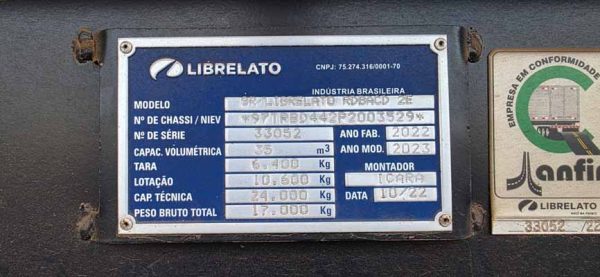 LIBRELATO
CNPJ: 75.274.316/0001-70
INDÚSTRIA BRASILEIRA
MODELO SR/LIBRELATO RDBACD 2E
Nº DE CHASSI / NIEV *97TRBD442P2003529*
Nº DE SÉRIE 33052 ANO FAB. 2022
CAPAC. VOLUMÉTRICA 35 m³ ANO MOD. 2023
TARA 6.400 Kg MONTADOR
LOTAÇÃO 10.600 Kg IÇARA
CAP. TÉCNICA 24.000 Kg DATA 10/22
PESO BRUTO TOTAL 17.000 Kg
EMPRESA EM CONFORMIDADE
anfir
LIBRELATO
33052 /22